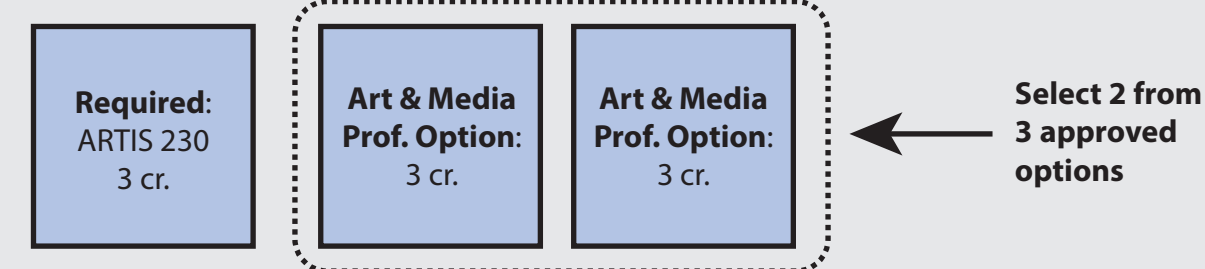 Required:
ARTIS 230
3 cr.
Art & Media
Prof. Option:
3 cr.
Art & Media
Prof. Option:
3 cr.
Select 2 from
3 approved
options